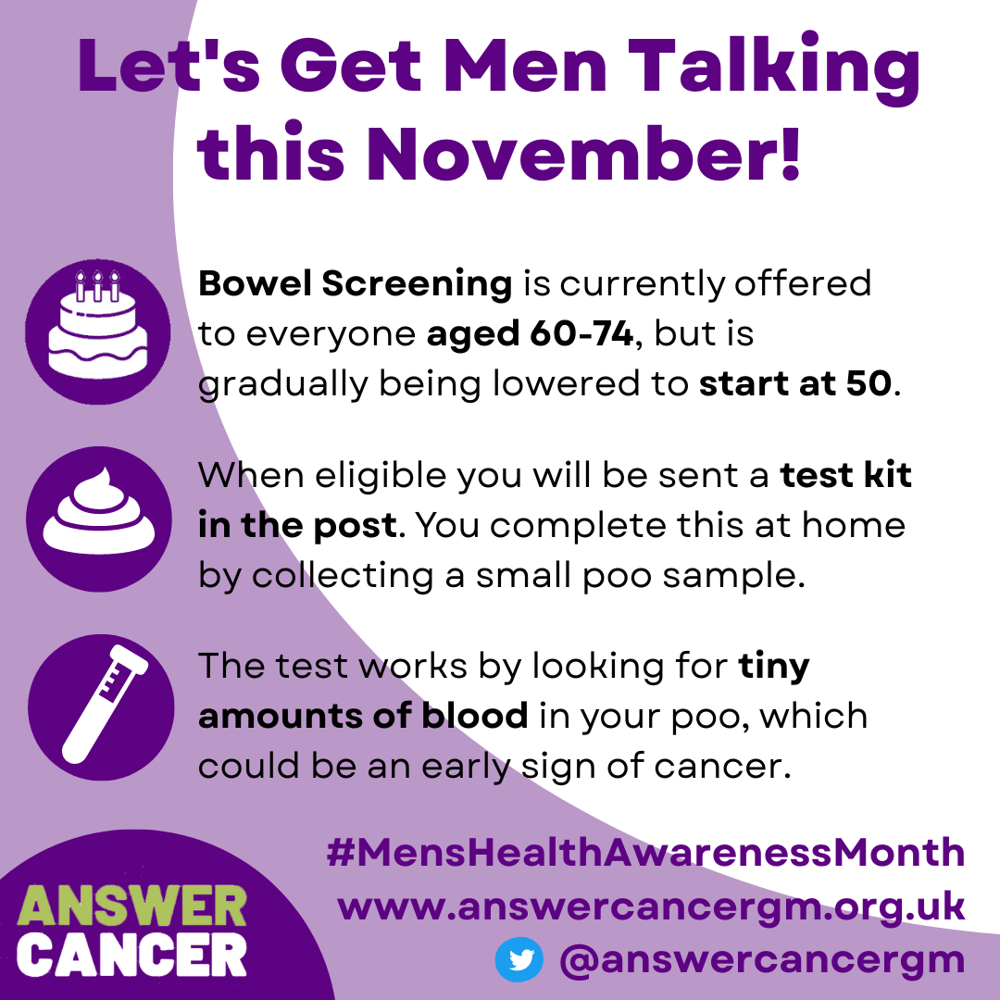 Let's Get Men Talking
this November!
Bowel Screening is currently offered
to everyone aged 60-74, but is
gradually being lowered to start at 50.
When eligible you will be sent a test kit
in the post. You complete this at home
by collecting a small poo sample.
The test works by looking for tiny
amounts of blood in your poo, which
could be an early sign of cancer.
#MensHealthAwarenessMonth
www.answercancergm.org.uk
@answercancergm
ANSWER
CANCER